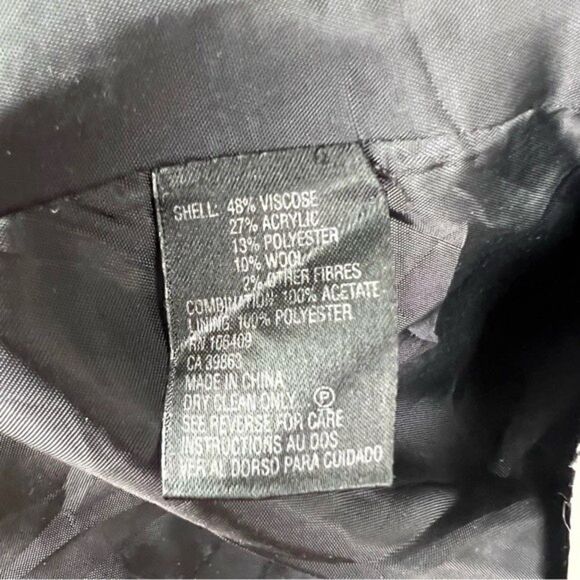 SHELL: 48% VISCOSE
27% ACRYLIC
13% POLYESTER
10% WOOL
2% OTHER FIBRES
COMBINATION: 100% ACETATE
LINING: 100% POLYESTER
RN 106409
CA 39863
MADE IN CHINA
DRY CLEAN ONLY Ⓟ
SEE REVERSE FOR CARE
INSTRUCTIONS AU DOS
VER AL DORSO PARA CUIDADO